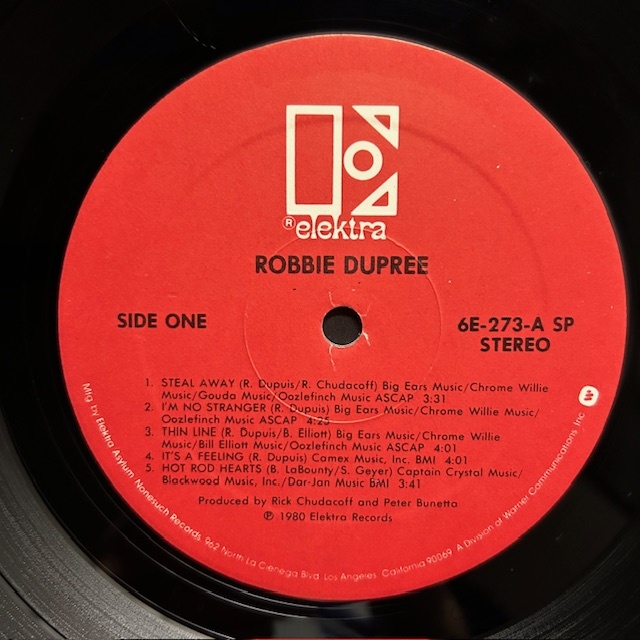 ® elektra
ROBBIE DUPREE
SIDE ONE
6E-273-A SP
STEREO
1. STEAL AWAY (R. Dupuis/R. Chudacoff) Big Ears Music/Chrome Willie
Music/Gouda Music/Oozlefinch Music ASCAP 3:31
2. I'M NO STRANGER (R. Dupuis) Big Ears Music/Chrome Willie Music/
Oozlefinch Music ASCAP 4:25
3. THIN LINE (R. Dupuis/B. Elliott) Big Ears Music/Chrome Willie
Music/Bill Elliott Music/Oozlefinch Music ASCAP 4:01
4. IT'S A FEELING (R. Dupuis) Camex Music, Inc. BMI 4:01
5. HOT ROD HEARTS (B. LaBounty/S. Geyer) Captain Crystal Music/
Blackwood Music, Inc./Dar-Jan Music BMI 3:41
Produced by Rick Chudacoff and Peter Bunetta
℗ 1980 Elektra Records
Mfg by Elektra Asylum Nonesuch Records 962 North La Cienega Blvd Los Angeles California 90069 A Division of Warner Communications Inc